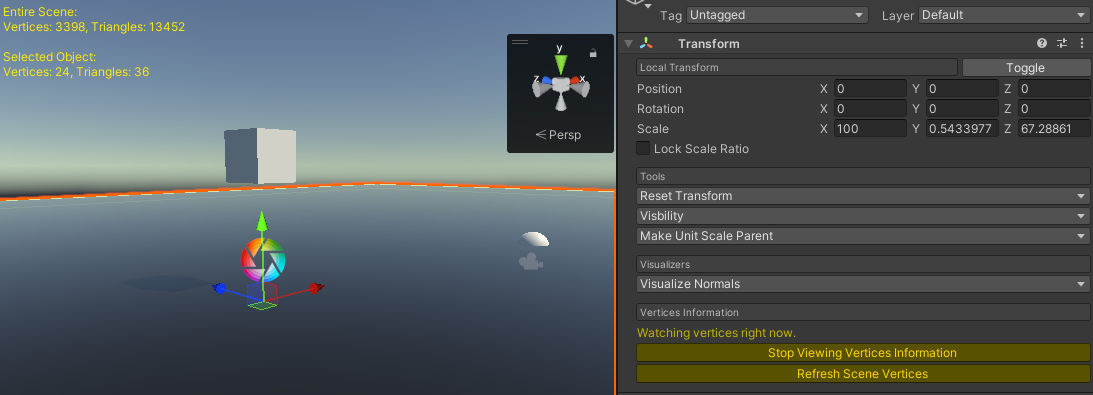 Entire Scene:
Vertices: 3398, Triangles: 13452
Selected Object:
Vertices: 24, Triangles: 36
y
z
x
Persp
Tag Untagged Layer Default
Transform
Local Transform Toggle
Position X 0 Y 0 Z 0
Rotation X 0 Y 0 Z 0
Scale X 100 Y 0.5433977 Z 67.28861
Lock Scale Ratio
Tools
Reset Transform
Visbility
Make Unit Scale Parent
Visualizers
Visualize Normals
Vertices Information
Watching vertices right now.
Stop Viewing Vertices Information
Refresh Scene Vertices